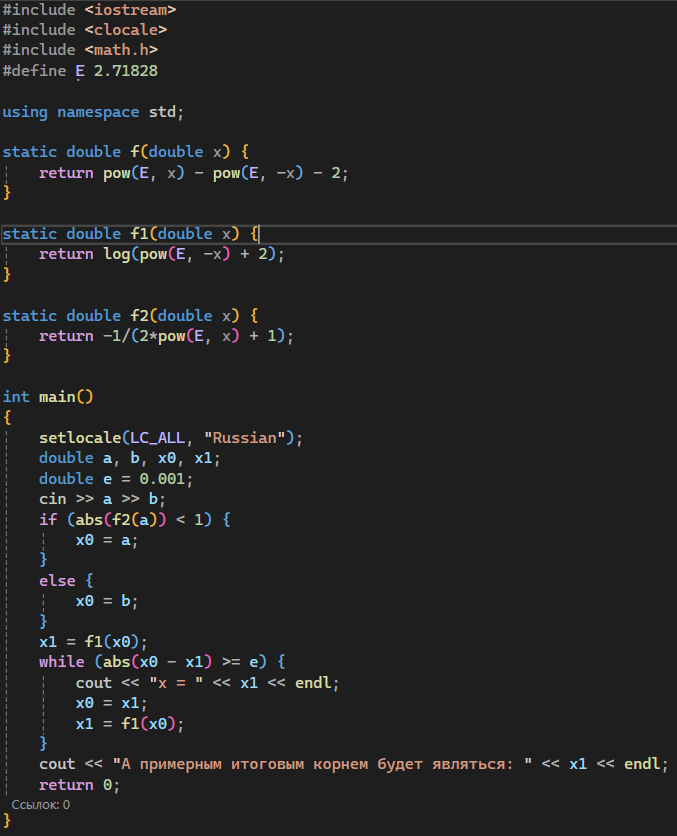 #include <iostream>
#include <clocale>
#include <math.h>
#define E 2.71828
using namespace std;
static double f(double x) {
return pow(E, x) - pow(E, -x) - 2;
}
static double f1(double x) {
return log(pow(E, -x) + 2);
}
static double f2(double x) {
return -1/(2*pow(E, x) + 1);
}
int main()
{
setlocale(LC_ALL, "Russian");
double a, b, x0, x1;
double e = 0.001;
cin >> a >> b;
if (abs(f2(a)) < 1) {
x0 = a;
}
else {
x0 = b;
}
x1 = f1(x0);
while (abs(x0 - x1) >= e) {
cout << "x = " << x1 << endl;
x0 = x1;
x1 = f1(x0);
}
cout << "А примерным итоговым корнем будет являться: " << x1 << endl;
return 0;
Ссылок: 0
}